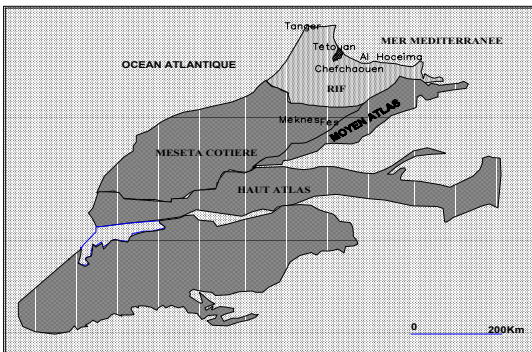 Tanger
Tetouan
MER MEDITERRANEE
Al Hoceima
OCEAN ATLANTIQUE
Chefchaouen
RIF
Meknes
Fes
MOYEN ATLAS
MESETA COTIERE
HAUT ATLAS
0 200Km